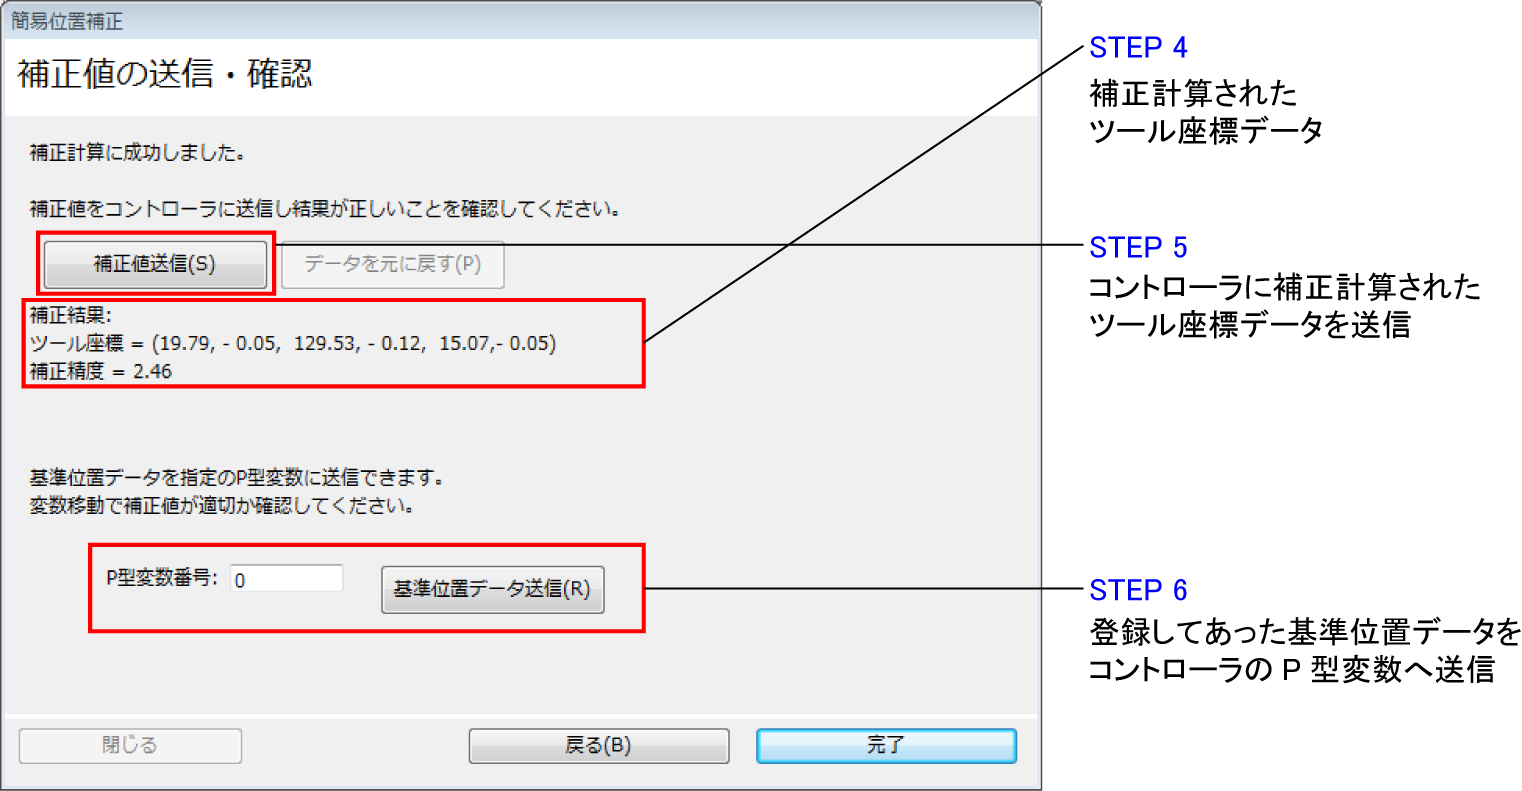 簡易位置補正
補正値の送信・確認
補正計算に成功しました。
補正値をコントローラに送信し結果が正しいことを確認してください。
補正値送信(S)
データを元に戻す(P)
補正結果:
ツール座標 = (19.79, - 0.05, 129.53, - 0.12, 15.07,- 0.05)
補正精度 = 2.46
基準位置データを指定のP型変数に送信できます。
変数移動で補正値が適切か確認してください。
P型変数番号: 0
基準位置データ送信(R)
閉じる
戻る(B)
完了
STEP 4
補正計算された
ツール座標データ
STEP 5
コントローラに補正計算された
ツール座標データを送信
STEP 6
登録してあった基準位置データを
コントローラの P 型変数へ送信